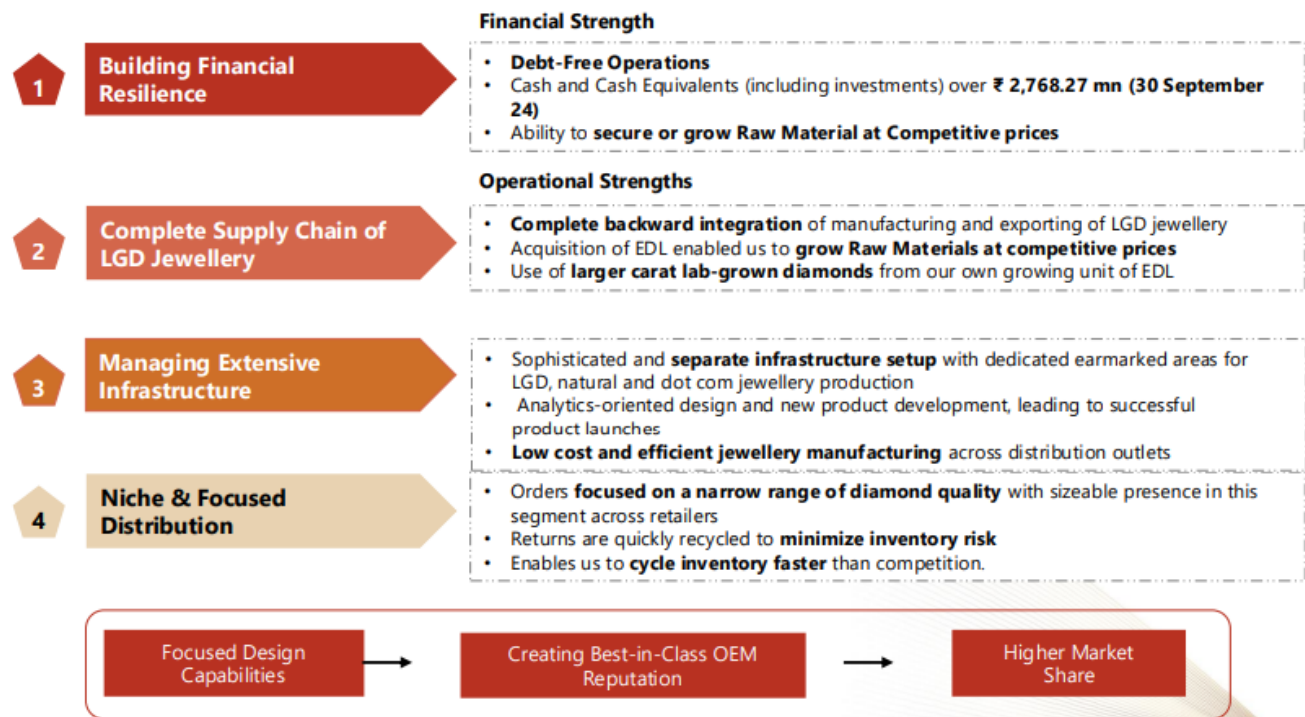 Financial Strength
1
Building Financial
Resilience
• Debt-Free Operations
• Cash and Cash Equivalents (including investments) over ₹ 2,768.27 mn (30 September
24)
• Ability to secure or grow Raw Material at Competitive prices
Operational Strengths
2
Complete Supply Chain of
LGD Jewellery
• Complete backward integration of manufacturing and exporting of LGD jewellery
• Acquisition of EDL enabled us to grow Raw Materials at competitive prices
• Use of larger carat lab-grown diamonds from our own growing unit of EDL
3
Managing Extensive
Infrastructure
• Sophisticated and separate infrastructure setup with dedicated earmarked areas for
LGD, natural and dot com jewellery production
• Analytics-oriented design and new product development, leading to successful
product launches
• Low cost and efficient jewellery manufacturing across distribution outlets
4
Niche & Focused
Distribution
• Orders focused on a narrow range of diamond quality with sizeable presence in this
segment across retailers
• Returns are quickly recycled to minimize inventory risk
• Enables us to cycle inventory faster than competition.
Focused Design
Capabilities
Creating Best-in-Class OEM
Reputation
Higher Market
Share